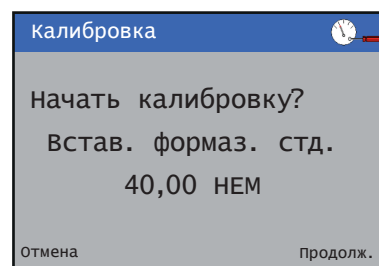 Калибровка
Начать калибровку?
Встав. формаз. стд.
40,00 НЕМ
Отмена Продолж.